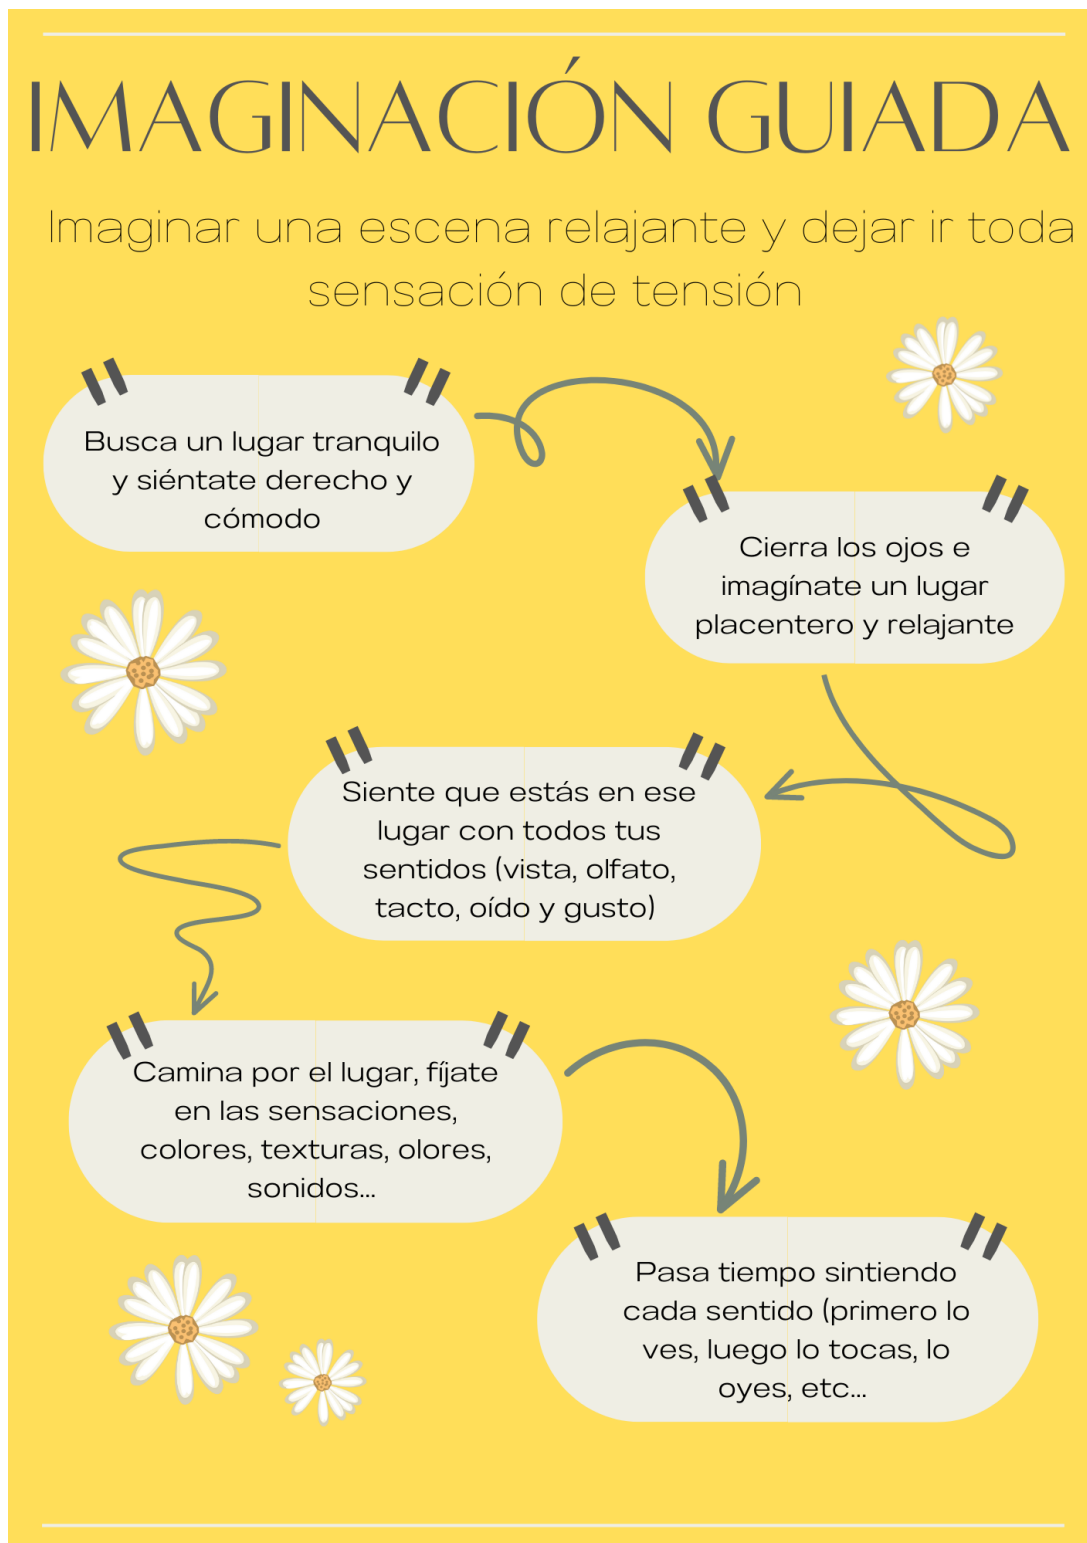 IMAGINACIÓN GUIADA
Imaginar una escena relajante y dejar ir toda
sensación de tensión
Busca un lugar tranquilo
y siéntate derecho y
cómodo
Cierra los ojos e
imagínate un lugar
placentero y relajante
Siente que estás en ese
lugar con todos tus
sentidos (vista, olfato,
tacto, oído y gusto)
Camina por el lugar, fíjate
en las sensaciones,
colores, texturas, olores,
sonidos...
Pasa tiempo sintiendo
cada sentido (primero lo
ves, luego lo tocas, lo
oyes, etc...